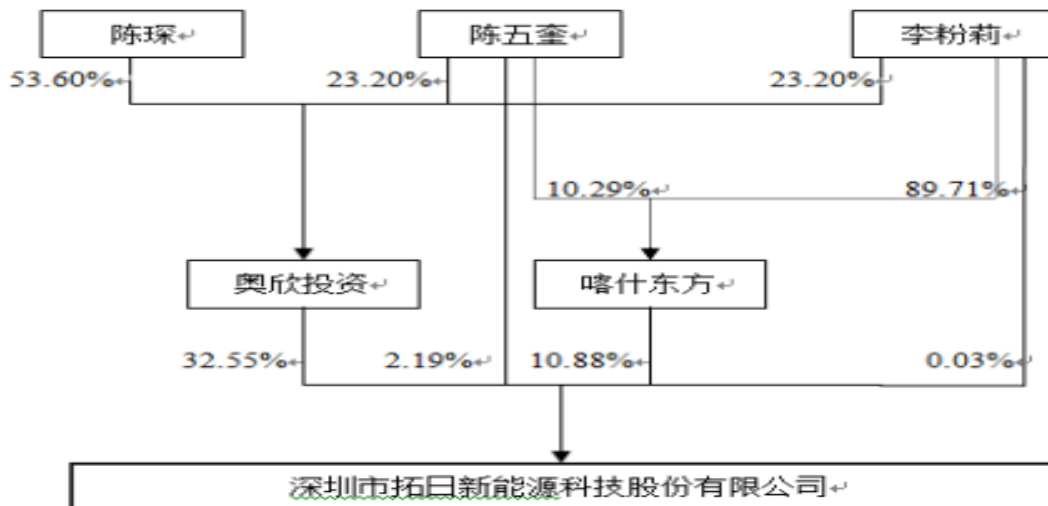 陈琛
陈五奎
李粉莉
53.60%
23.20%
23.20%
10.29%
89.71%
奥欣投资
喀什东方
32.55%
2.19%
10.88%
0.03%
深圳市拓日新能源科技股份有限公司